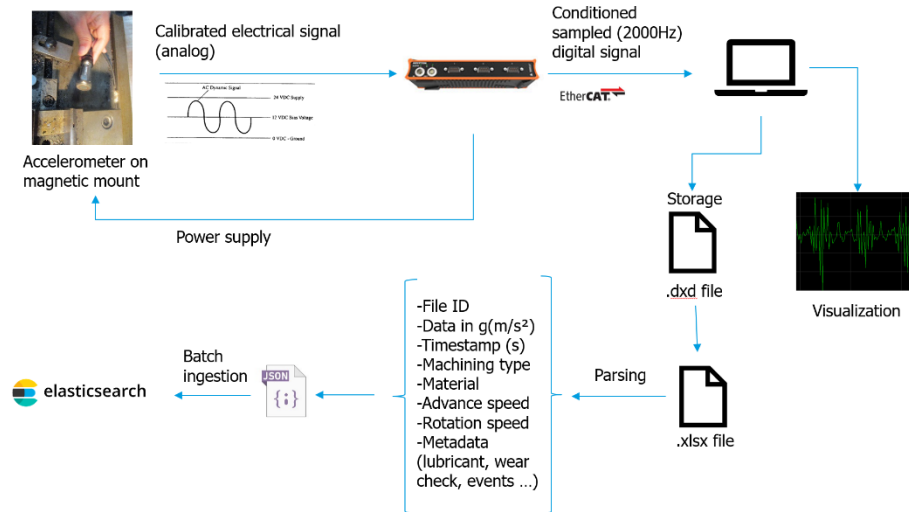 Calibrated electrical signal
(analog)
AC Dynamic Signal
24 VDC Supply
12 VDC Bias Voltage
0 VDC - Ground
Conditioned
sampled (2000Hz)
digital signal
EtherCAT
Accelerometer on
magnetic mount
Power supply
Storage
.dxd file
Visualization
.xlsx file
Parsing
-File ID
-Data in g(m/s²)
-Timestamp (s)
-Machining type
-Material
-Advance speed
-Rotation speed
-Metadata
(lubricant, wear
check, events ...)
JSON
{;}
Batch
ingestion
elasticsearch